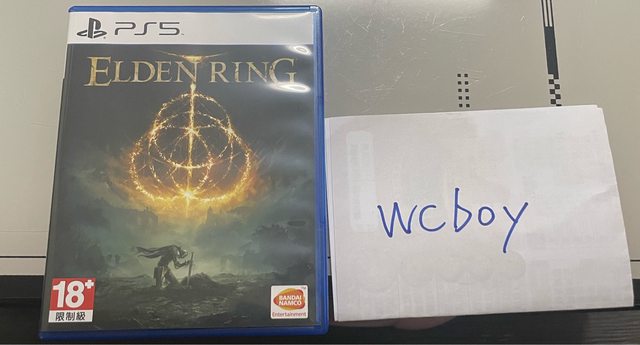 PS5
ELDEN RING
18+
限制級
BANDAI
NAMCO
Entertainment
wcboy